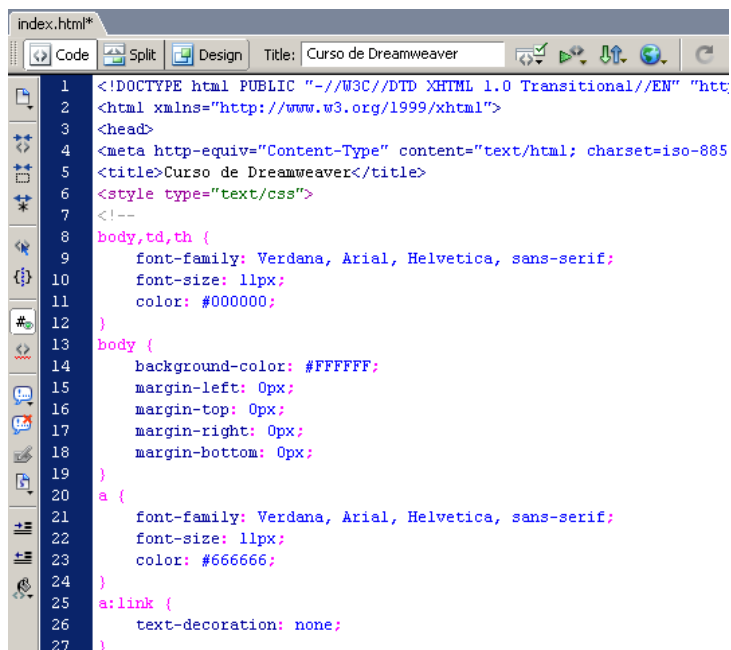 index.html*
Code Split Design Title: Curso de Dreamweaver
1 <!DOCTYPE html PUBLIC "-//W3C//DTD XHTML 1.0 Transitional//EN" "htt
2 <html xmlns="http://www.w3.org/1999/xhtml">
3 <head>
4 <meta http-equiv="Content-Type" content="text/html; charset=iso-885
5 <title>Curso de Dreamweaver</title>
6 <style type="text/css">
7 <!--
8 body,td,th {
9 font-family: Verdana, Arial, Helvetica, sans-serif;
10 font-size: 11px;
11 color: #000000;
12 }
13 body {
14 background-color: #FFFFFF;
15 margin-left: 0px;
16 margin-top: 0px;
17 margin-right: 0px;
18 margin-bottom: 0px;
19 }
20 a {
21 font-family: Verdana, Arial, Helvetica, sans-serif;
22 font-size: 11px;
23 color: #666666;
24 }
25 a:link {
26 text-decoration: none;
27 }